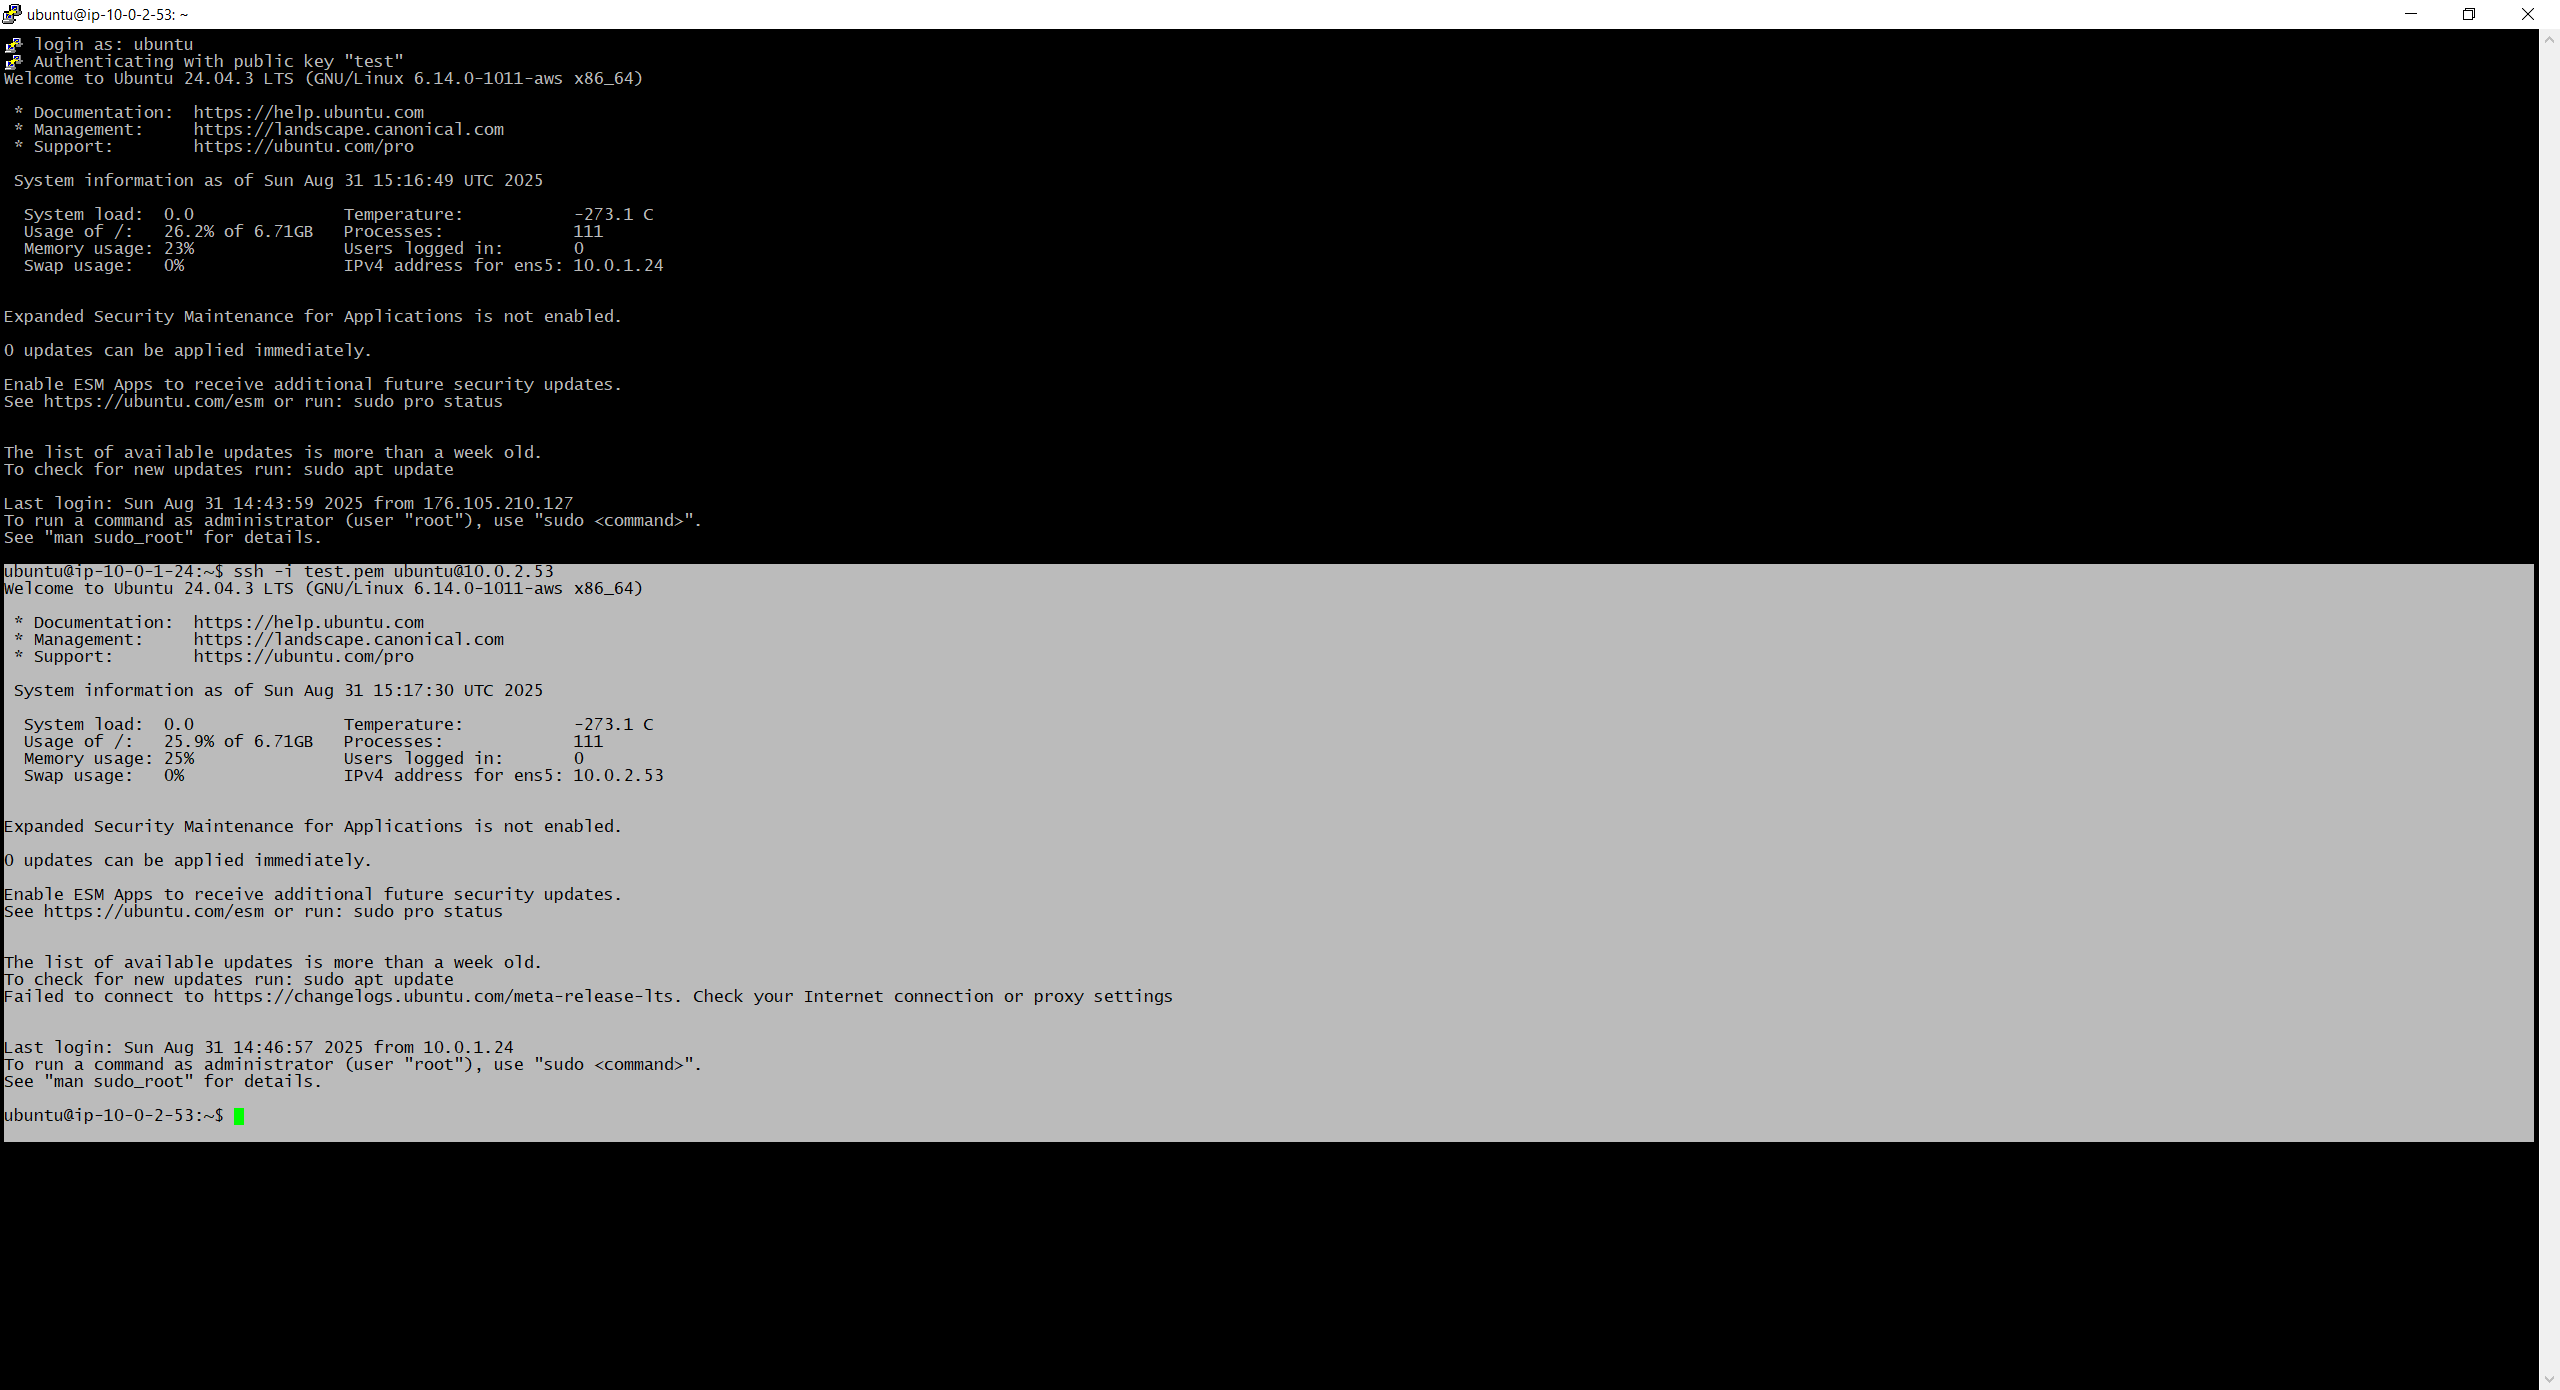 ubuntu@ip-10-0-2-53: ~
login as: ubuntu
Authenticating with public key "test"
Welcome to Ubuntu 24.04.3 LTS (GNU/Linux 6.14.0-1011-aws x86_64)
* Documentation:  https://help.ubuntu.com
* Management:     https://landscape.canonical.com
* Support:        https://ubuntu.com/pro
System information as of Sun Aug 31 15:16:49 UTC 2025
System load:  0.0               Temperature:           -273.1 C
Usage of /:   26.2% of 6.71GB   Processes:             111
Memory usage: 23%               Users logged in:       0
Swap usage:   0%                IPv4 address for ens5: 10.0.1.24
Expanded Security Maintenance for Applications is not enabled.
0 updates can be applied immediately.
Enable ESM Apps to receive additional future security updates.
See https://ubuntu.com/esm or run: sudo pro status
The list of available updates is more than a week old.
To check for new updates run: sudo apt update
Last login: Sun Aug 31 14:43:59 2025 from 176.105.210.127
To run a command as administrator (user "root"), use "sudo <command>".
See "man sudo_root" for details.
ubuntu@ip-10-0-1-24:~$ ssh -i test.pem ubuntu@10.0.2.53
Welcome to Ubuntu 24.04.3 LTS (GNU/Linux 6.14.0-1011-aws x86_64)
* Documentation:  https://help.ubuntu.com
* Management:     https://landscape.canonical.com
* Support:        https://ubuntu.com/pro
System information as of Sun Aug 31 15:17:30 UTC 2025
System load:  0.0               Temperature:           -273.1 C
Usage of /:   25.9% of 6.71GB   Processes:             111
Memory usage: 25%               Users logged in:       0
Swap usage:   0%                IPv4 address for ens5: 10.0.2.53
Expanded Security Maintenance for Applications is not enabled.
0 updates can be applied immediately.
Enable ESM Apps to receive additional future security updates.
See https://ubuntu.com/esm or run: sudo pro status
The list of available updates is more than a week old.
To check for new updates run: sudo apt update
Failed to connect to https://changelogs.ubuntu.com/meta-release-lts. Check your Internet connection or proxy settings
Last login: Sun Aug 31 14:46:57 2025 from 10.0.1.24
To run a command as administrator (user "root"), use "sudo <command>".
See "man sudo_root" for details.
ubuntu@ip-10-0-2-53:~$